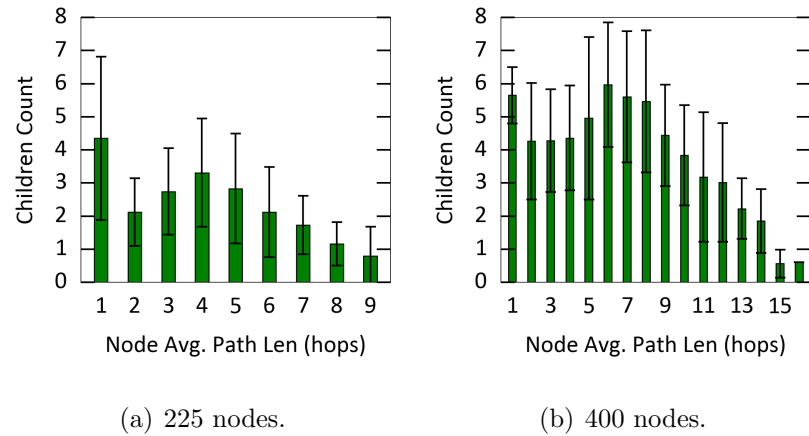 8
7
6
5
4
3
2
1
0
Children Count
1 2 3 4 5 6 7 8 9
Node Avg. Path Len (hops)
(a) 225 nodes.
8
7
6
5
4
3
2
1
0
Children Count
1 3 5 7 9 11 13 15
Node Avg. Path Len (hops)
(b) 400 nodes.